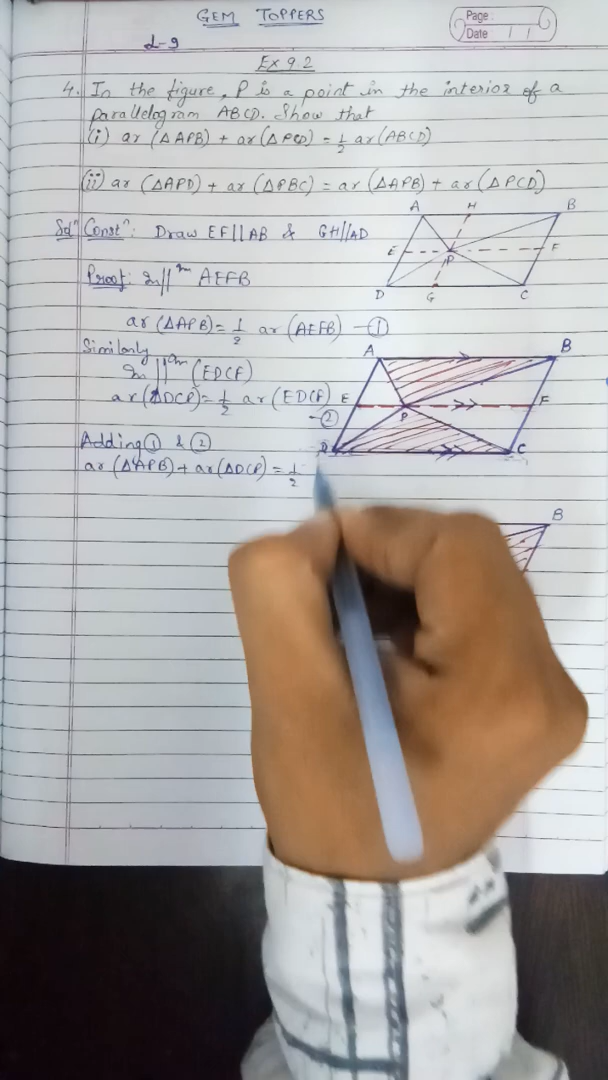 GEM TOPPERS
Page:
Date: / /
L-9
Ex 9.2
4. In the figure, P is a point in the interior of a
parallelogram ABCD. Show that
(i) ar (ΔAPB) + ar (ΔPCD) = 1/2 ar (ABCD)
(ii) ar (ΔAPD) + ar (ΔPBC) = ar (ΔAPB) + ar (ΔPCD)
A H B
E P F
D G C
Solⁿ Constⁿ: Draw EF||AB & GH||AD
Proof: In ||ᵍᵐ AEFB
ar (ΔAPB) = 1/2 ar (AEFB) —①
Similarly
In ||ᵍᵐ (EDCF)
ar (ΔDCP) = 1/2 ar (EDCF)
—②
A B
E P F
D C
Adding ① & ②
ar (ΔAPB) + ar (ΔDCP) = 1/2
B